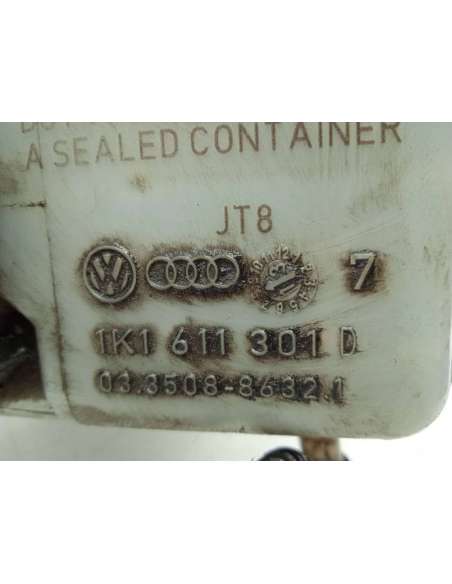 A SEALED CONTAINER
JT8
7
1K1 611 301 D
03.3508-8632.1